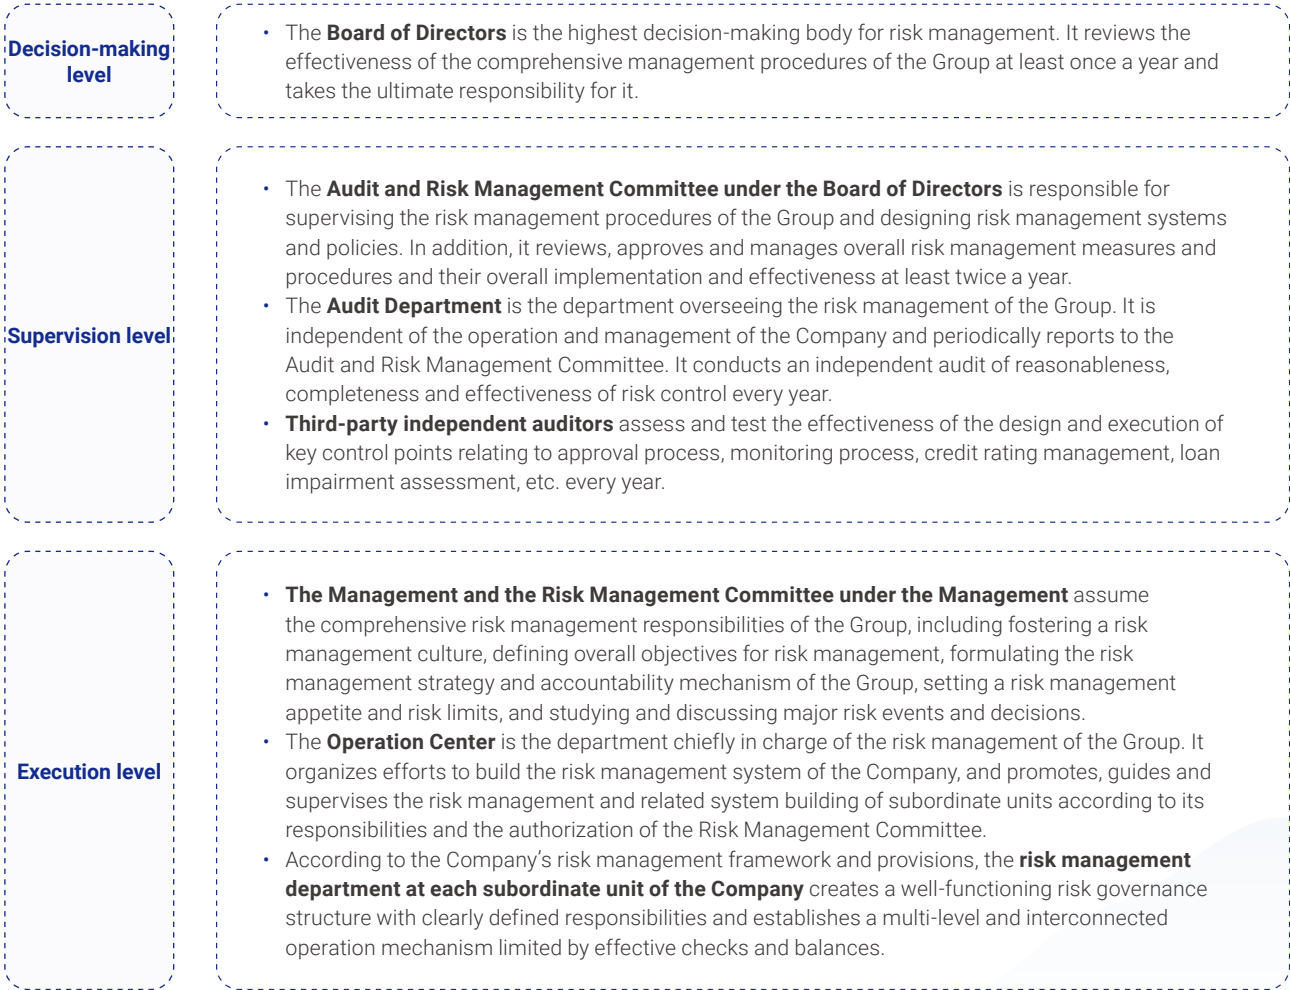 Decision-making
level
• The Board of Directors is the highest decision-making body for risk management. It reviews the
effectiveness of the comprehensive management procedures of the Group at least once a year and
takes the ultimate responsibility for it.
Supervision level
• The Audit and Risk Management Committee under the Board of Directors is responsible for
supervising the risk management procedures of the Group and designing risk management systems
and policies. In addition, it reviews, approves and manages overall risk management measures and
procedures and their overall implementation and effectiveness at least twice a year.
• The Audit Department is the department overseeing the risk management of the Group. It is
independent of the operation and management of the Company and periodically reports to the
Audit and Risk Management Committee. It conducts an independent audit of reasonableness,
completeness and effectiveness of risk control every year.
• Third-party independent auditors assess and test the effectiveness of the design and execution of
key control points relating to approval process, monitoring process, credit rating management, loan
impairment assessment, etc. every year.
Execution level
• The Management and the Risk Management Committee under the Management assume
the comprehensive risk management responsibilities of the Group, including fostering a risk
management culture, defining overall objectives for risk management, formulating the risk
management strategy and accountability mechanism of the Group, setting a risk management
appetite and risk limits, and studying and discussing major risk events and decisions.
• The Operation Center is the department chiefly in charge of the risk management of the Group. It
organizes efforts to build the risk management system of the Company, and promotes, guides and
supervises the risk management and related system building of subordinate units according to its
responsibilities and the authorization of the Risk Management Committee.
• According to the Company’s risk management framework and provisions, the risk management
department at each subordinate unit of the Company creates a well-functioning risk governance
structure with clearly defined responsibilities and establishes a multi-level and interconnected
operation mechanism limited by effective checks and balances.